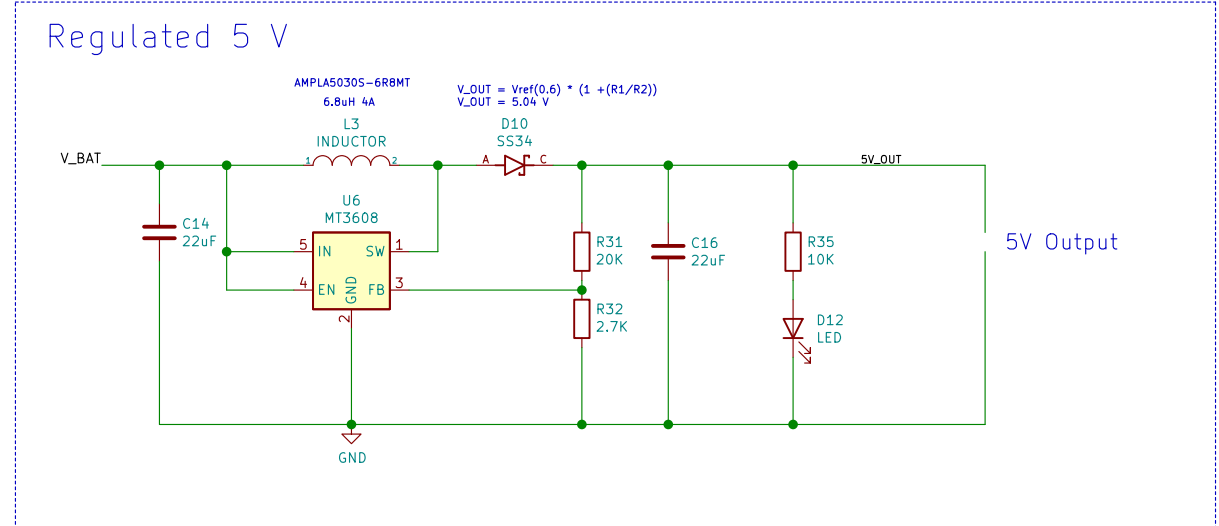 Regulated 5 V
AMPLA5030S-6R8MT
6.8uH 4A
V_OUT = Vref(0.6) * (1 +(R1/R2))
V_OUT = 5.04 V
L3
INDUCTOR
D10
SS34
V_BAT
1
2
A
C
5V_OUT
U6
MT3608
C14
22uF
5
IN
SW
1
4
EN
GND
FB
3
2
R31
20K
C16
22uF
R35
10K
5V Output
R32
2.7K
D12
LED
GND